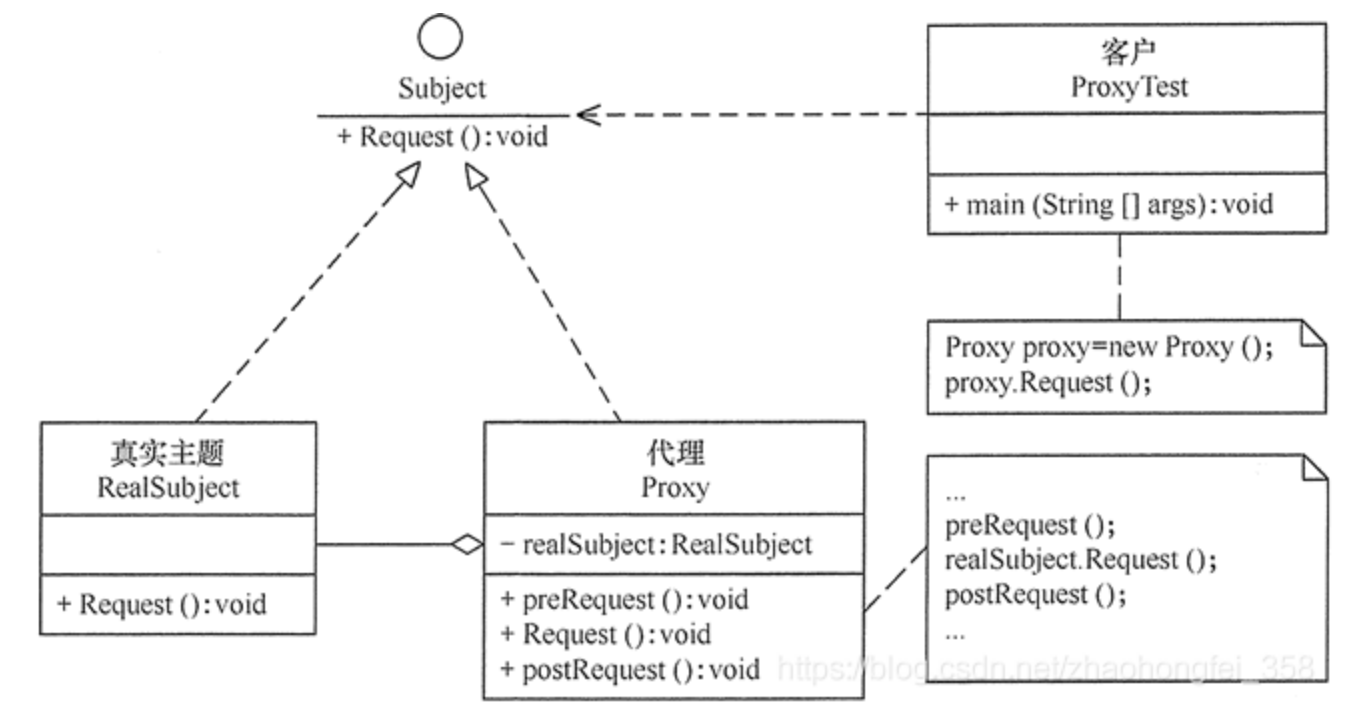 Subject
+ Request ():void
客户
ProxyTest
+ main (String [] args):void
Proxy proxy=new Proxy ();
proxy.Request ();
真实主题
RealSubject
+ Request ():void
代理
Proxy
- realSubject:RealSubject
+ preRequest ():void
+ Request ():void
+ postRequest ():void
...
preRequest ();
realSubject.Request ();
postRequest ();
...
https://blog.csdn.net/zhaohongfei_358